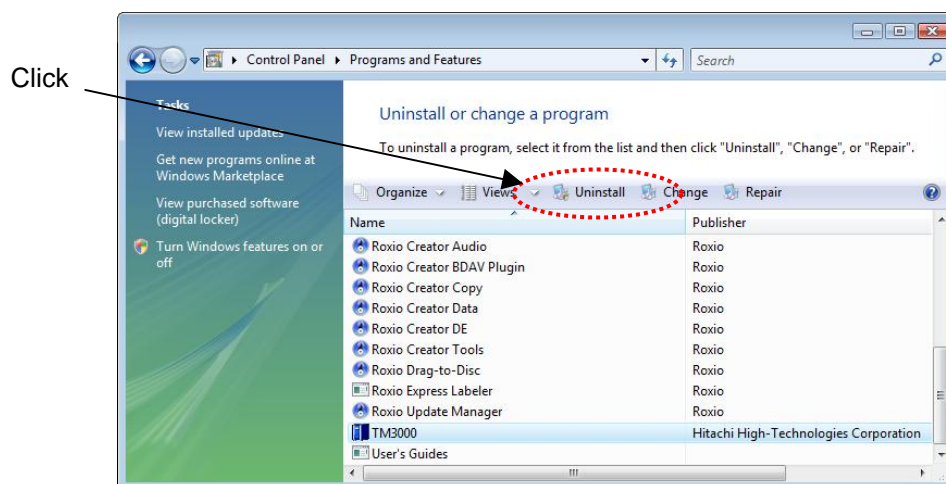 Control Panel Programs and Features Search
Click
Tasks
View installed updates
Get new programs online at
Windows Marketplace
View purchased software
(digital locker)
Turn Windows features on or
off
Uninstall or change a program
To uninstall a program, select it from the list and then click "Uninstall", "Change", or "Repair".
Organize Views Uninstall Change Repair
Name Publisher
Roxio Creator Audio Roxio
Roxio Creator BDAV Plugin Roxio
Roxio Creator Copy Roxio
Roxio Creator Data Roxio
Roxio Creator DE Roxio
Roxio Creator Tools Roxio
Roxio Drag-to-Disc Roxio
Roxio Express Labeler Roxio
Roxio Update Manager Roxio
TM3000 Hitachi High-Technologies Corporation
User's Guides